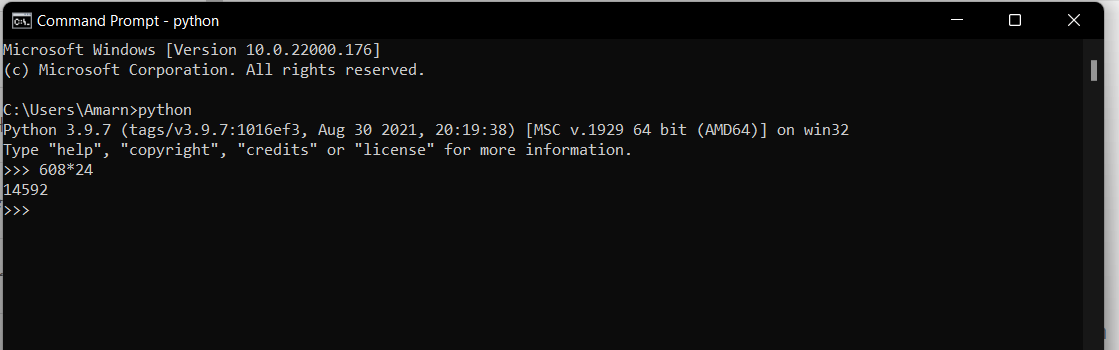 Command Prompt - python
Microsoft Windows [Version 10.0.22000.176]
(c) Microsoft Corporation. All rights reserved.
C:\Users\Amarn>python
Python 3.9.7 (tags/v3.9.7:1016ef3, Aug 30 2021, 20:19:38) [MSC v.1929 64 bit (AMD64)] on win32
Type "help", "copyright", "credits" or "license" for more information.
>>> 608*24
14592
>>>